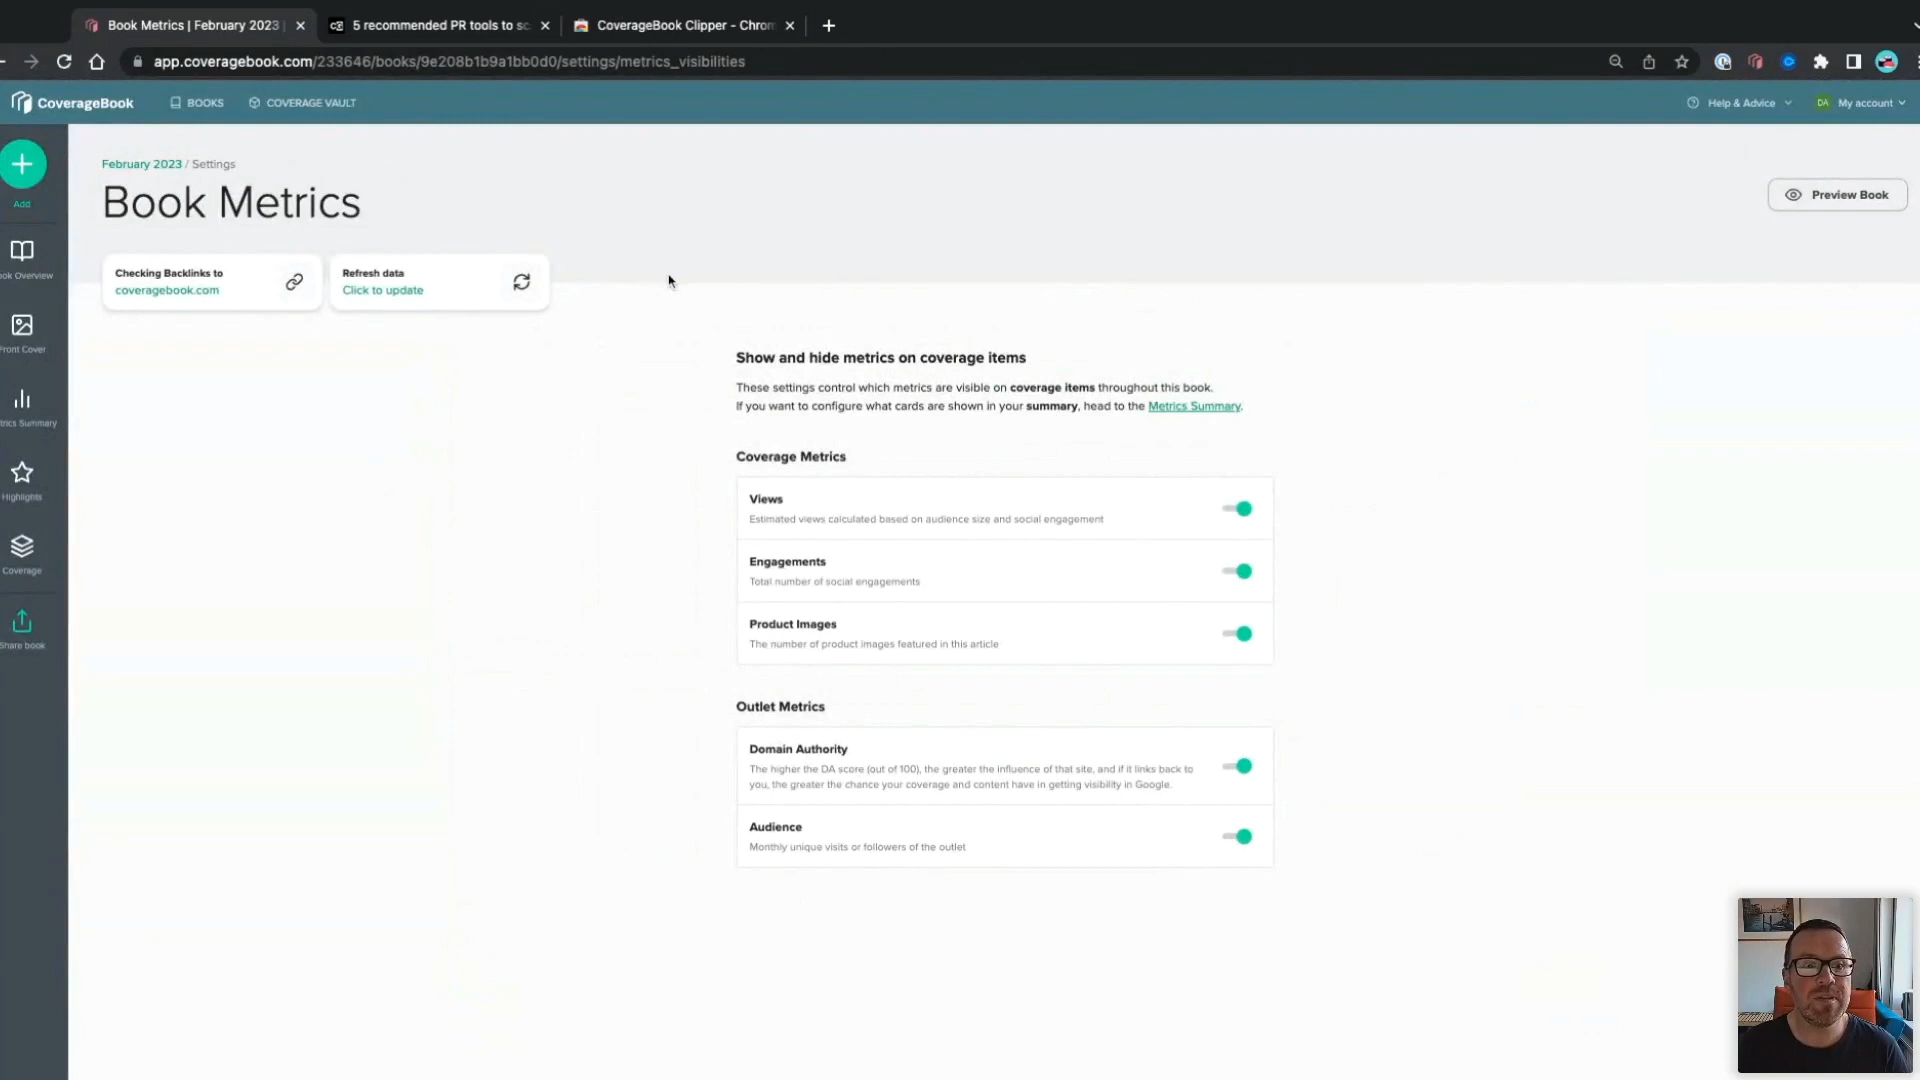 Book Metrics | February 2023 |
5 recommended PR tools to sc
CoverageBook Clipper - Chrom
app.coveragebook.com/233646/books/9e208b1b9a1bb0d0/settings/metrics_visibilities
CoverageBook
BOOKS
COVERAGE VAULT
Help & Advice
DA
My account
Add
ook Overview
Front Cover
trics Summary
Highlights
Coverage
Share book
February 2023 / Settings
Book Metrics
Preview Book
Checking Backlinks to
coveragebook.com
Refresh data
Click to update
Show and hide metrics on coverage items
These settings control which metrics are visible on coverage items throughout this book.
If you want to configure what cards are shown in your summary, head to the Metrics Summary.
Coverage Metrics
Views
Estimated views calculated based on audience size and social engagement
Engagements
Total number of social engagements
Product Images
The number of product images featured in this article
Outlet Metrics
Domain Authority
The higher the DA score (out of 100), the greater the influence of that site, and if it links back to
you, the greater the chance your coverage and content have in getting visibility in Google.
Audience
Monthly unique visits or followers of the outlet